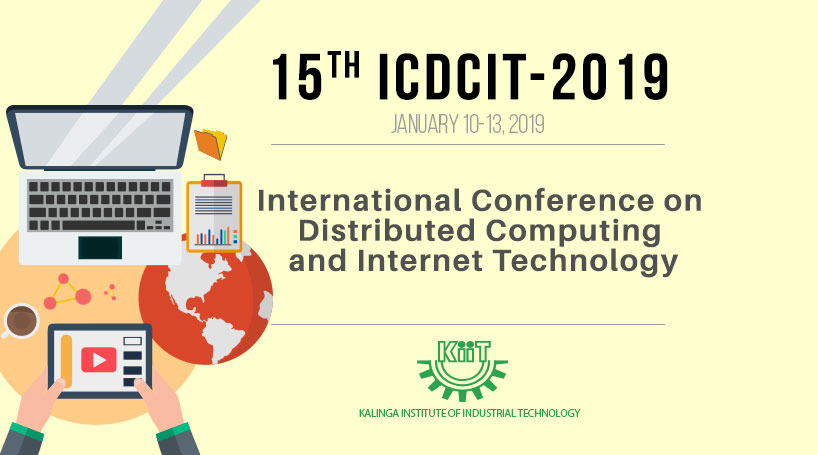 15TH ICDCIT-2019
JANUARY 10-13, 2019
International Conference on
Distributed Computing
and Internet Technology
KiiT
KALINGA INSTITUTE OF INDUSTRIAL TECHNOLOGY